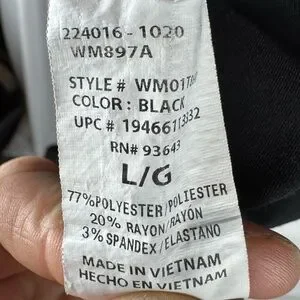 224016-1020
WM897A
STYLE #
COLOR: BLACK
UPC #
RN# 93643
L/G
77%POLYESTER/POLIESTER
20% RAYON/RAYÓN
3% SPANDEX/ELASTANO
MADE IN VIETNAM
HECHO EN VIETNAM